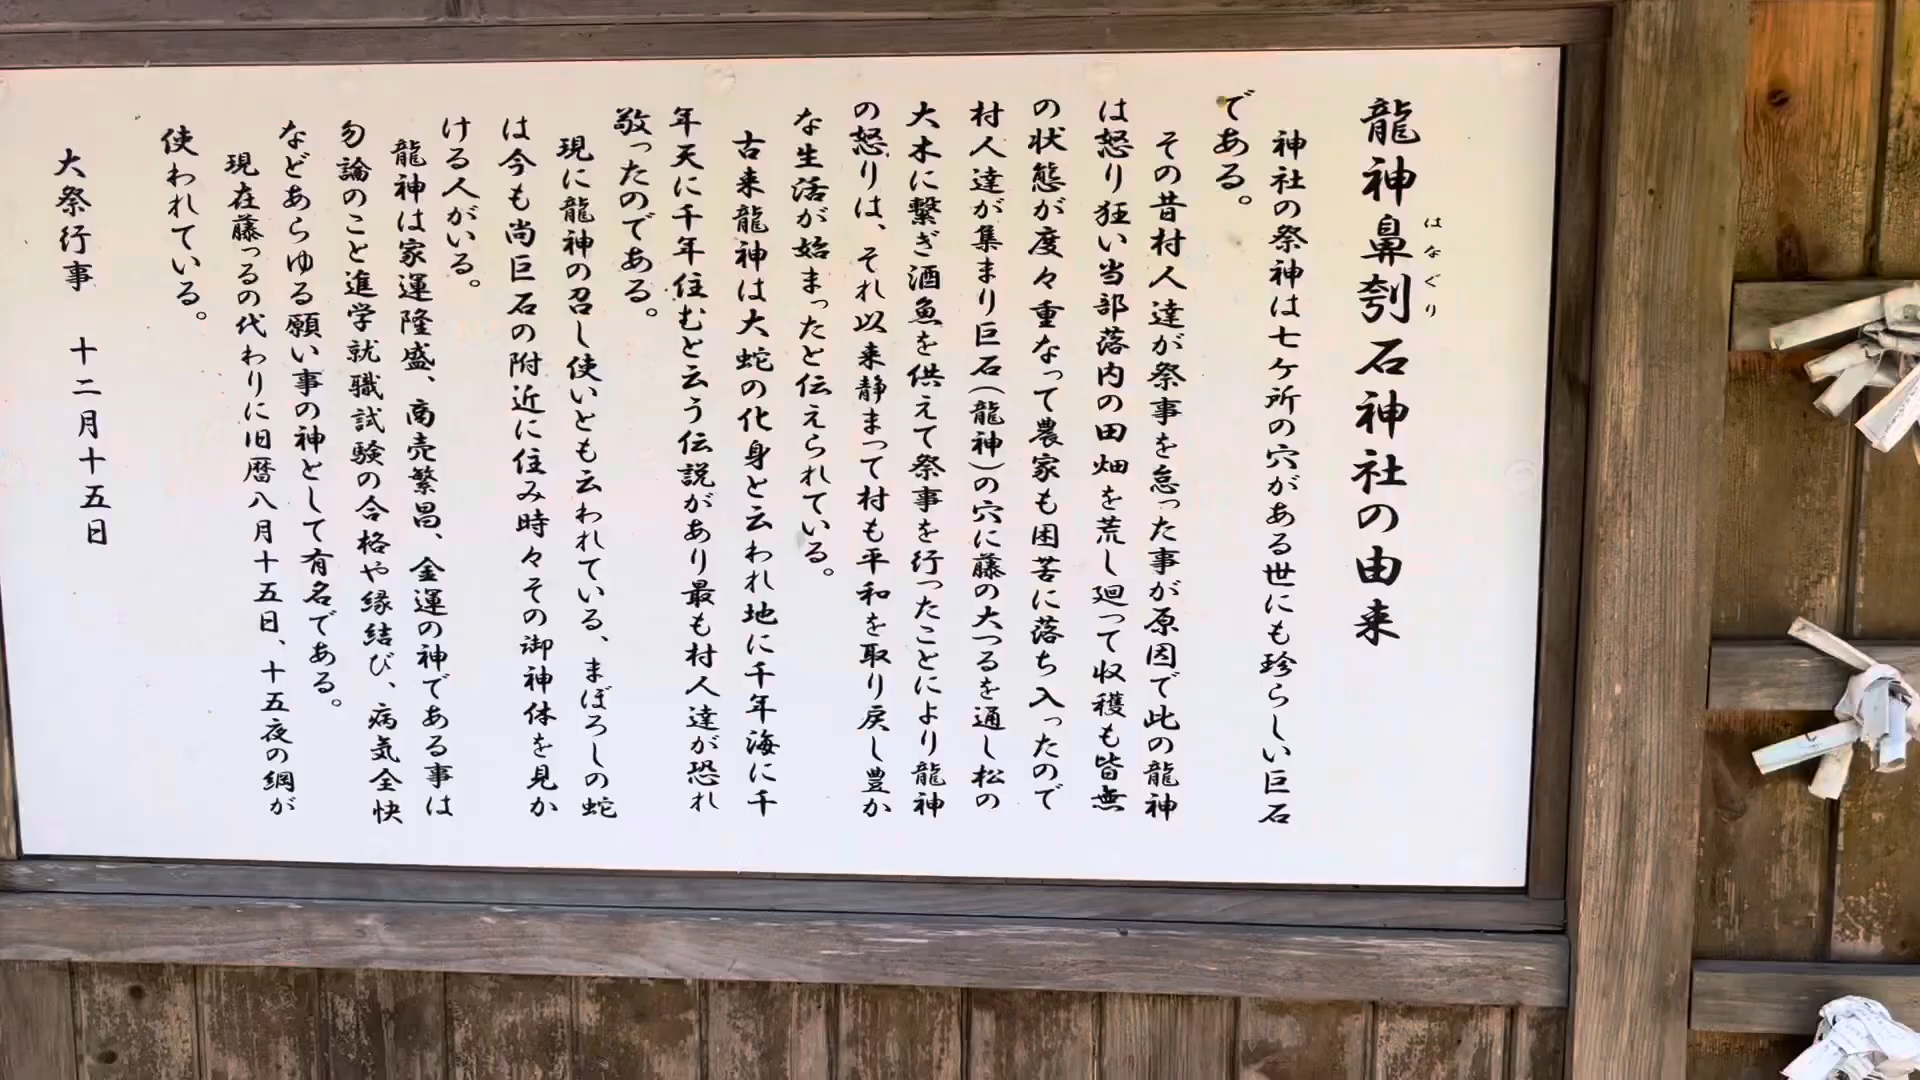 龍神鼻刳石神社の由来
はなぐり
神社の祭神は七ヶ所の穴がある世にも珍らしい巨石
である。
その昔村人達が祭事を怠った事が原因で此の龍神
は怒り狂い当部落内の田畑を荒し廻って収穫も皆無
の状態が度々重なって農家も困苦に落ち入ったので
村人達が集まり巨石(龍神)の穴に藤の大つるを通し松の
大木に繋ぎ酒魚を供えて祭事を行ったことにより龍神
の怒りは、それ以来静まって村も平和を取り戻し豊か
な生活が始まったと伝えられている。
古来龍神は大蛇の化身と云われ地に千年海に千
年天に千年住むと云う伝説があり最も村人達が恐れ
敬ったのである。
現に龍神の召し使いとも云われている、まぼろしの蛇
は今も尚巨石の附近に住み時々その御神体を見か
ける人がいる。
龍神は家運隆盛、商売繁昌、金運の神である事は
勿論のこと進学就職試験の合格や縁結び、病気全快
などあらゆる願い事の神として有名である。
現在藤っるの代わりに旧暦八月十五日、十五夜の綱が
使われている。
大祭行事 十二月十五日